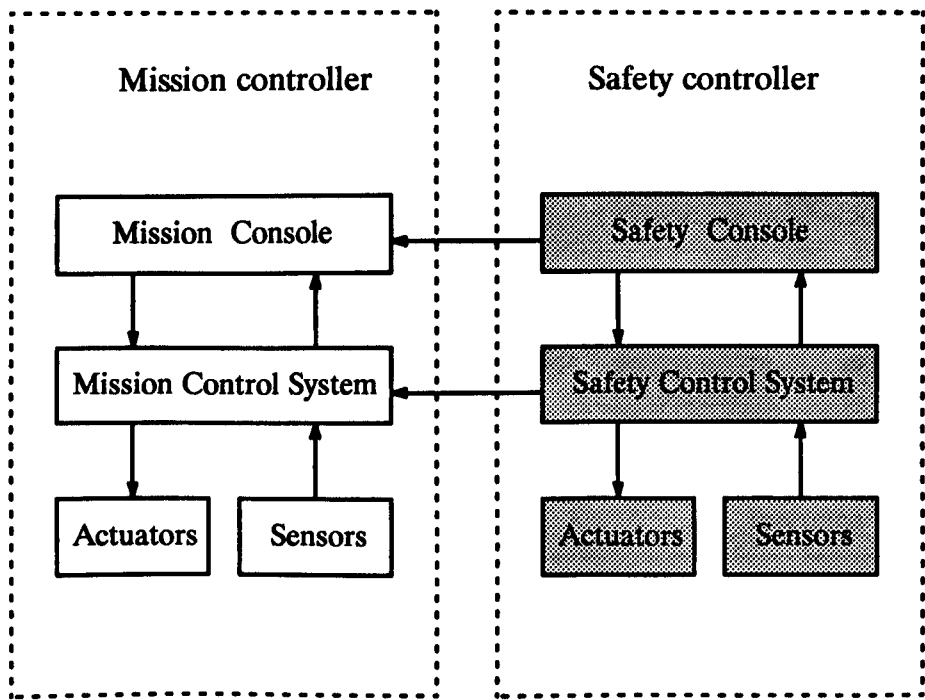 Mission controller
Mission Console
Mission Control System
Actuators
Sensors
Safety controller
Safety Console
Safety Control System
Actuators
Sensors